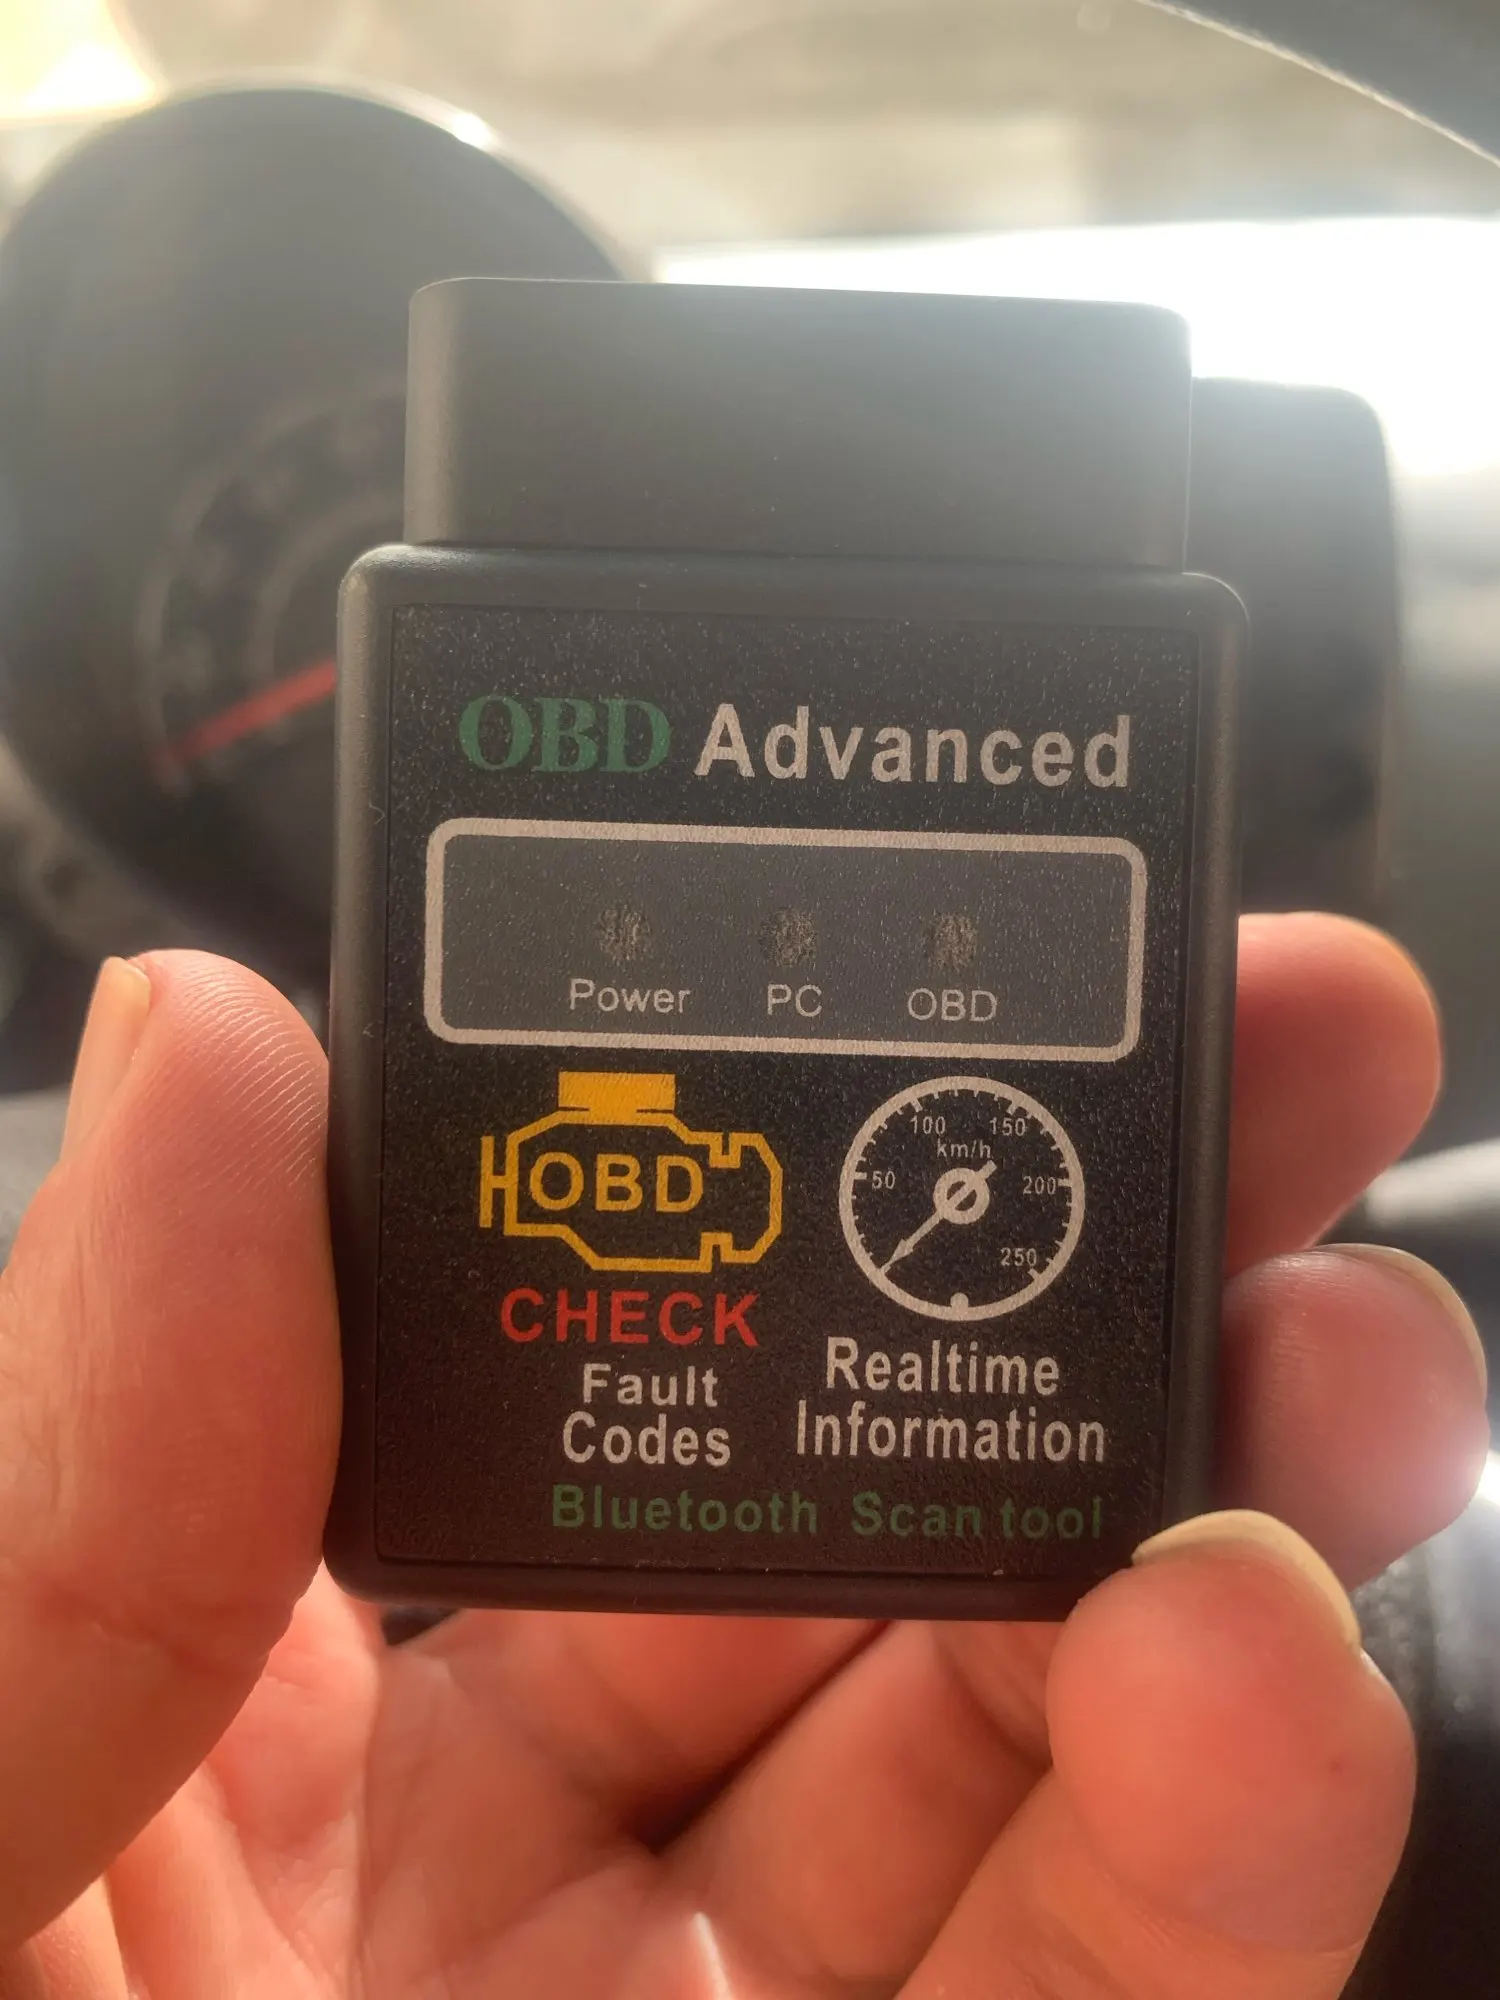 OBD Advanced
Power PC OBD
OBD
100 150
km/h
50 200
250
CHECK
Fault
Codes
Realtime
Information
Bluetooth Scan tool